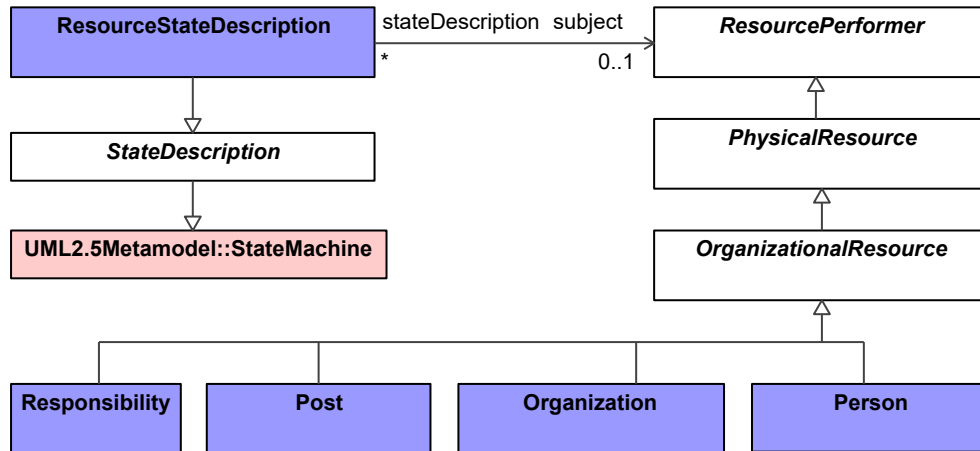 ResourceStateDescription
stateDescription subject
*
0..1
ResourcePerformer
StateDescription
PhysicalResource
UML2.5Metamodel::StateMachine
OrganizationalResource
Responsibility
Post
Organization
Person